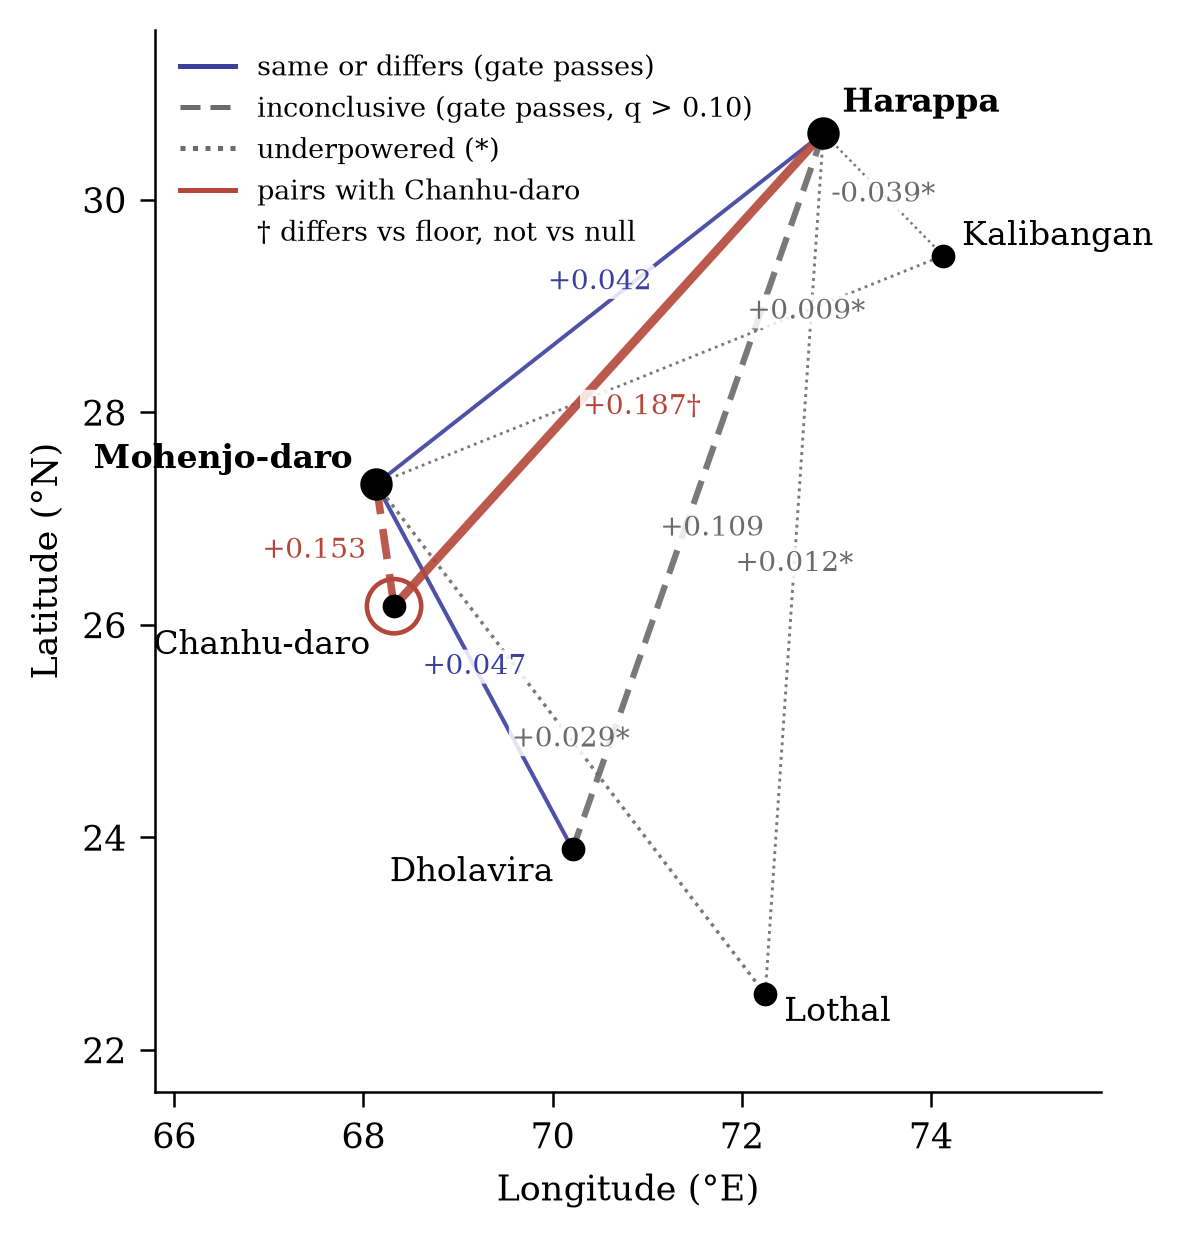 same or differs (gate passes)
inconclusive (gate passes, q > 0.10)
underpowered (*)
pairs with Chanhu-daro
† differs vs floor, not vs null
Harappa
-0.039*
Kalibangan
+0.042
+0.009*
+0.187†
Mohenjo-daro
+0.109
+0.153
+0.012*
Chanhu-daro
+0.047
+0.029*
Dholavira
Lothal
30
28
26
24
22
Latitude (°N)
66 68 70 72 74
Longitude (°E)